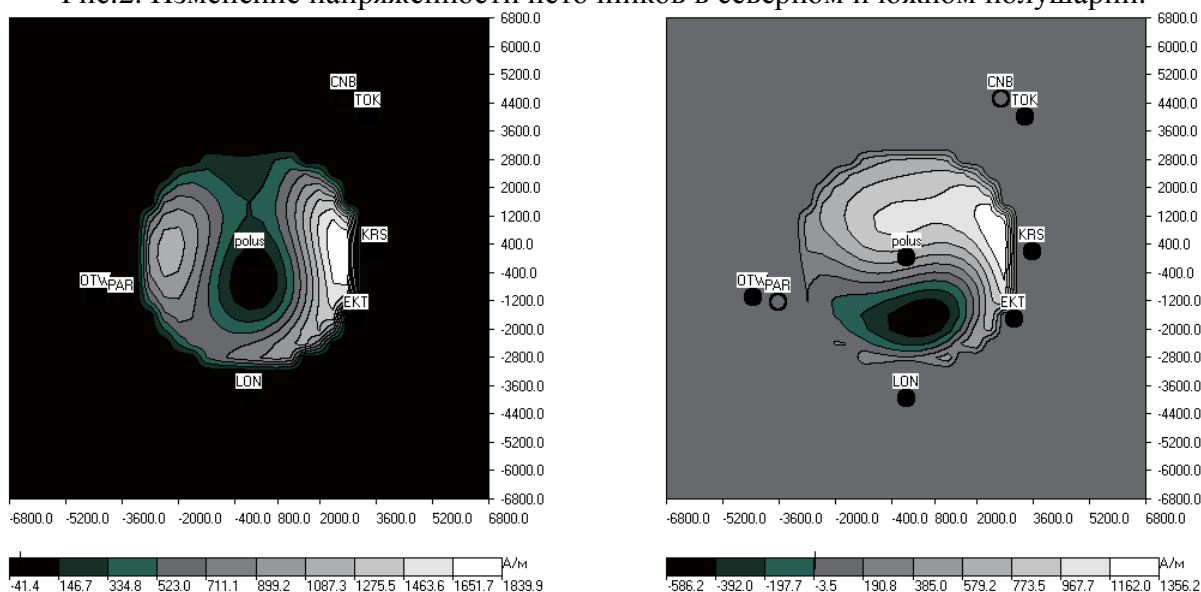 Рис.2. Изменение напряженности источников в северном и южном полушарии.
6800.0
6000.0
5200.0
4400.0
3600.0
2800.0
2000.0
1200.0
400.0
-400.0
-1200.0
-2000.0
-2800.0
-3600.0
-4400.0
-5200.0
-6000.0
-6800.0
CNB
TOK
polus
KRS
OTW
PAR
EKT
LON
-6800.0 -5200.0 -3600.0 -2000.0 -400.0 800.0 2000.0 3600.0 5200.0 6800.0
А/м
-41.4 146.7 334.8 523.0 711.1 899.2 1087.3 1275.5 1463.6 1651.7 1839.9
6800.0
6000.0
5200.0
4400.0
3600.0
2800.0
2000.0
1200.0
400.0
-400.0
-1200.0
-2000.0
-2800.0
-3600.0
-4400.0
-5200.0
-6000.0
-6800.0
CNB
TOK
polus
KRS
OTW
PAR
EKT
LON
-6800.0 -5200.0 -3600.0 -2000.0 -400.0 800.0 2000.0 3600.0 5200.0 6800.0
А/м
-586.2 -392.0 -197.7 -3.5 190.8 385.0 579.2 773.5 967.7 1162.0 1356.2